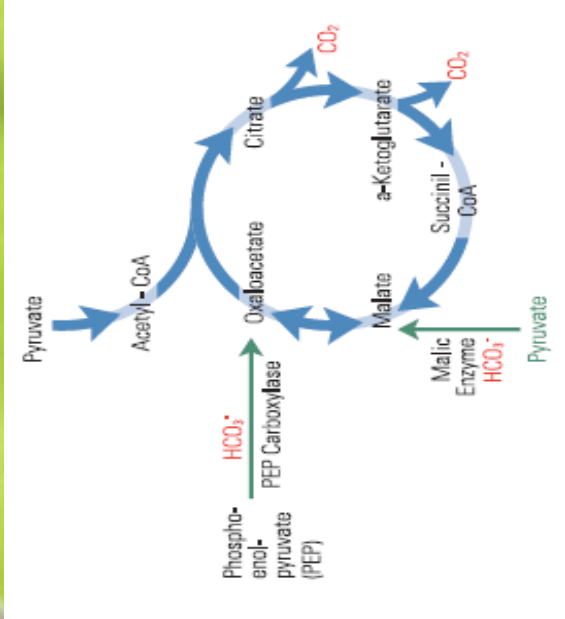 Pyruvate
Acetyl-CoA
Phospho-
enol-
pyruvate
(PEP)
HCO₃⁻
PEP Carboxylase
Oxaloacetate
Citrate
CO₂
Malate
a-Ketoglutarate
CO₂
Succinil -
CoA
Malic
Enzyme
HCO₃⁻
Pyruvate